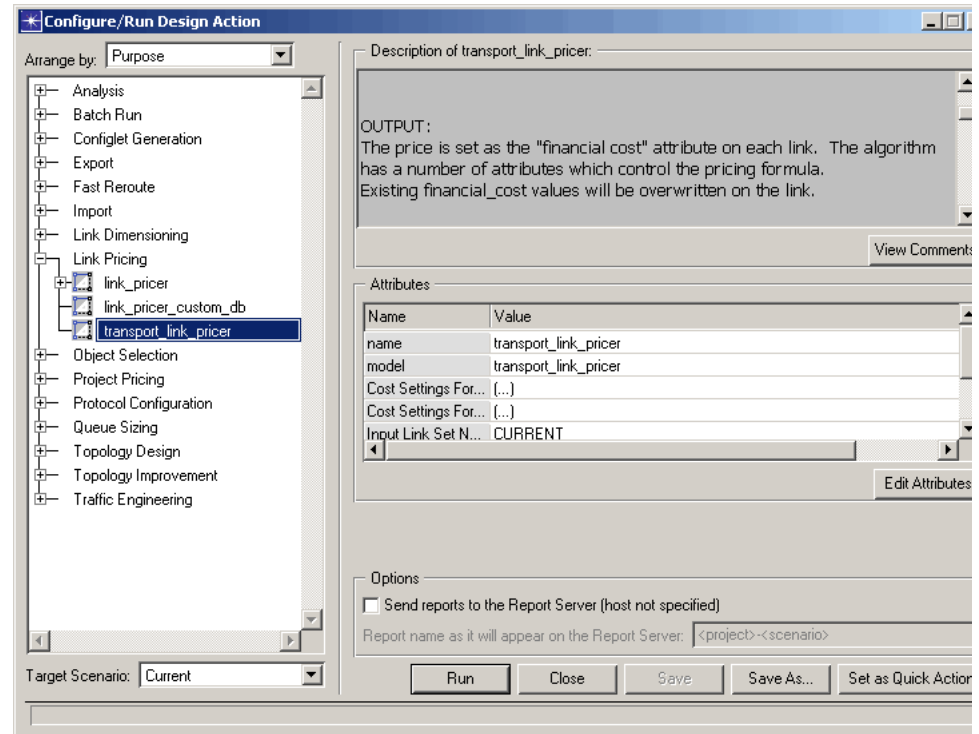 Configure/Run Design Action
Arrange by: Purpose
Analysis
Batch Run
Configlet Generation
Export
Fast Reroute
Import
Link Dimensioning
Link Pricing
link_pricer
link_pricer_custom_db
transport_link_pricer
Object Selection
Project Pricing
Protocol Configuration
Queue Sizing
Topology Design
Topology Improvement
Traffic Engineering
Target Scenario: Current
Description of transport_link_pricer:
OUTPUT:
The price is set as the "financial cost" attribute on each link. The algorithm
has a number of attributes which control the pricing formula.
Existing financial_cost values will be overwritten on the link.
View Comments
Attributes
Name Value
name transport_link_pricer
model transport_link_pricer
Cost Settings For... (...)
Cost Settings For... (...)
Input Link Set N... CURRENT
Edit Attributes
Options
Send reports to the Report Server (host not specified)
Report name as it will appear on the Report Server: <project>-<scenario>
Run Close Save Save As... Set as Quick Action